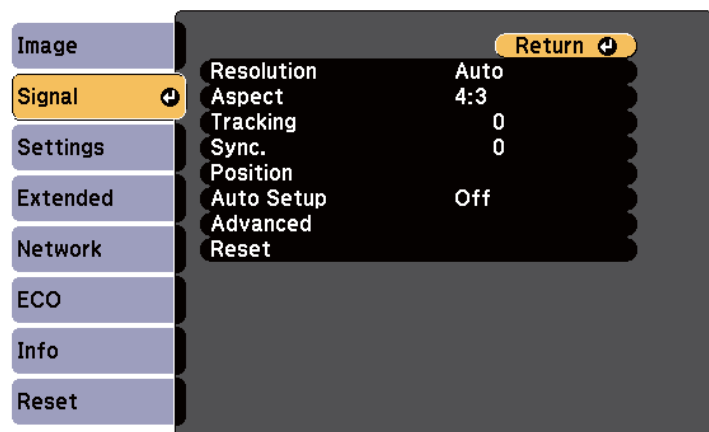 Image
Signal
Settings
Extended
Network
ECO
Info
Reset
Return
Resolution Auto
Aspect 4:3
Tracking 0
Sync. 0
Position
Auto Setup Off
Advanced
Reset